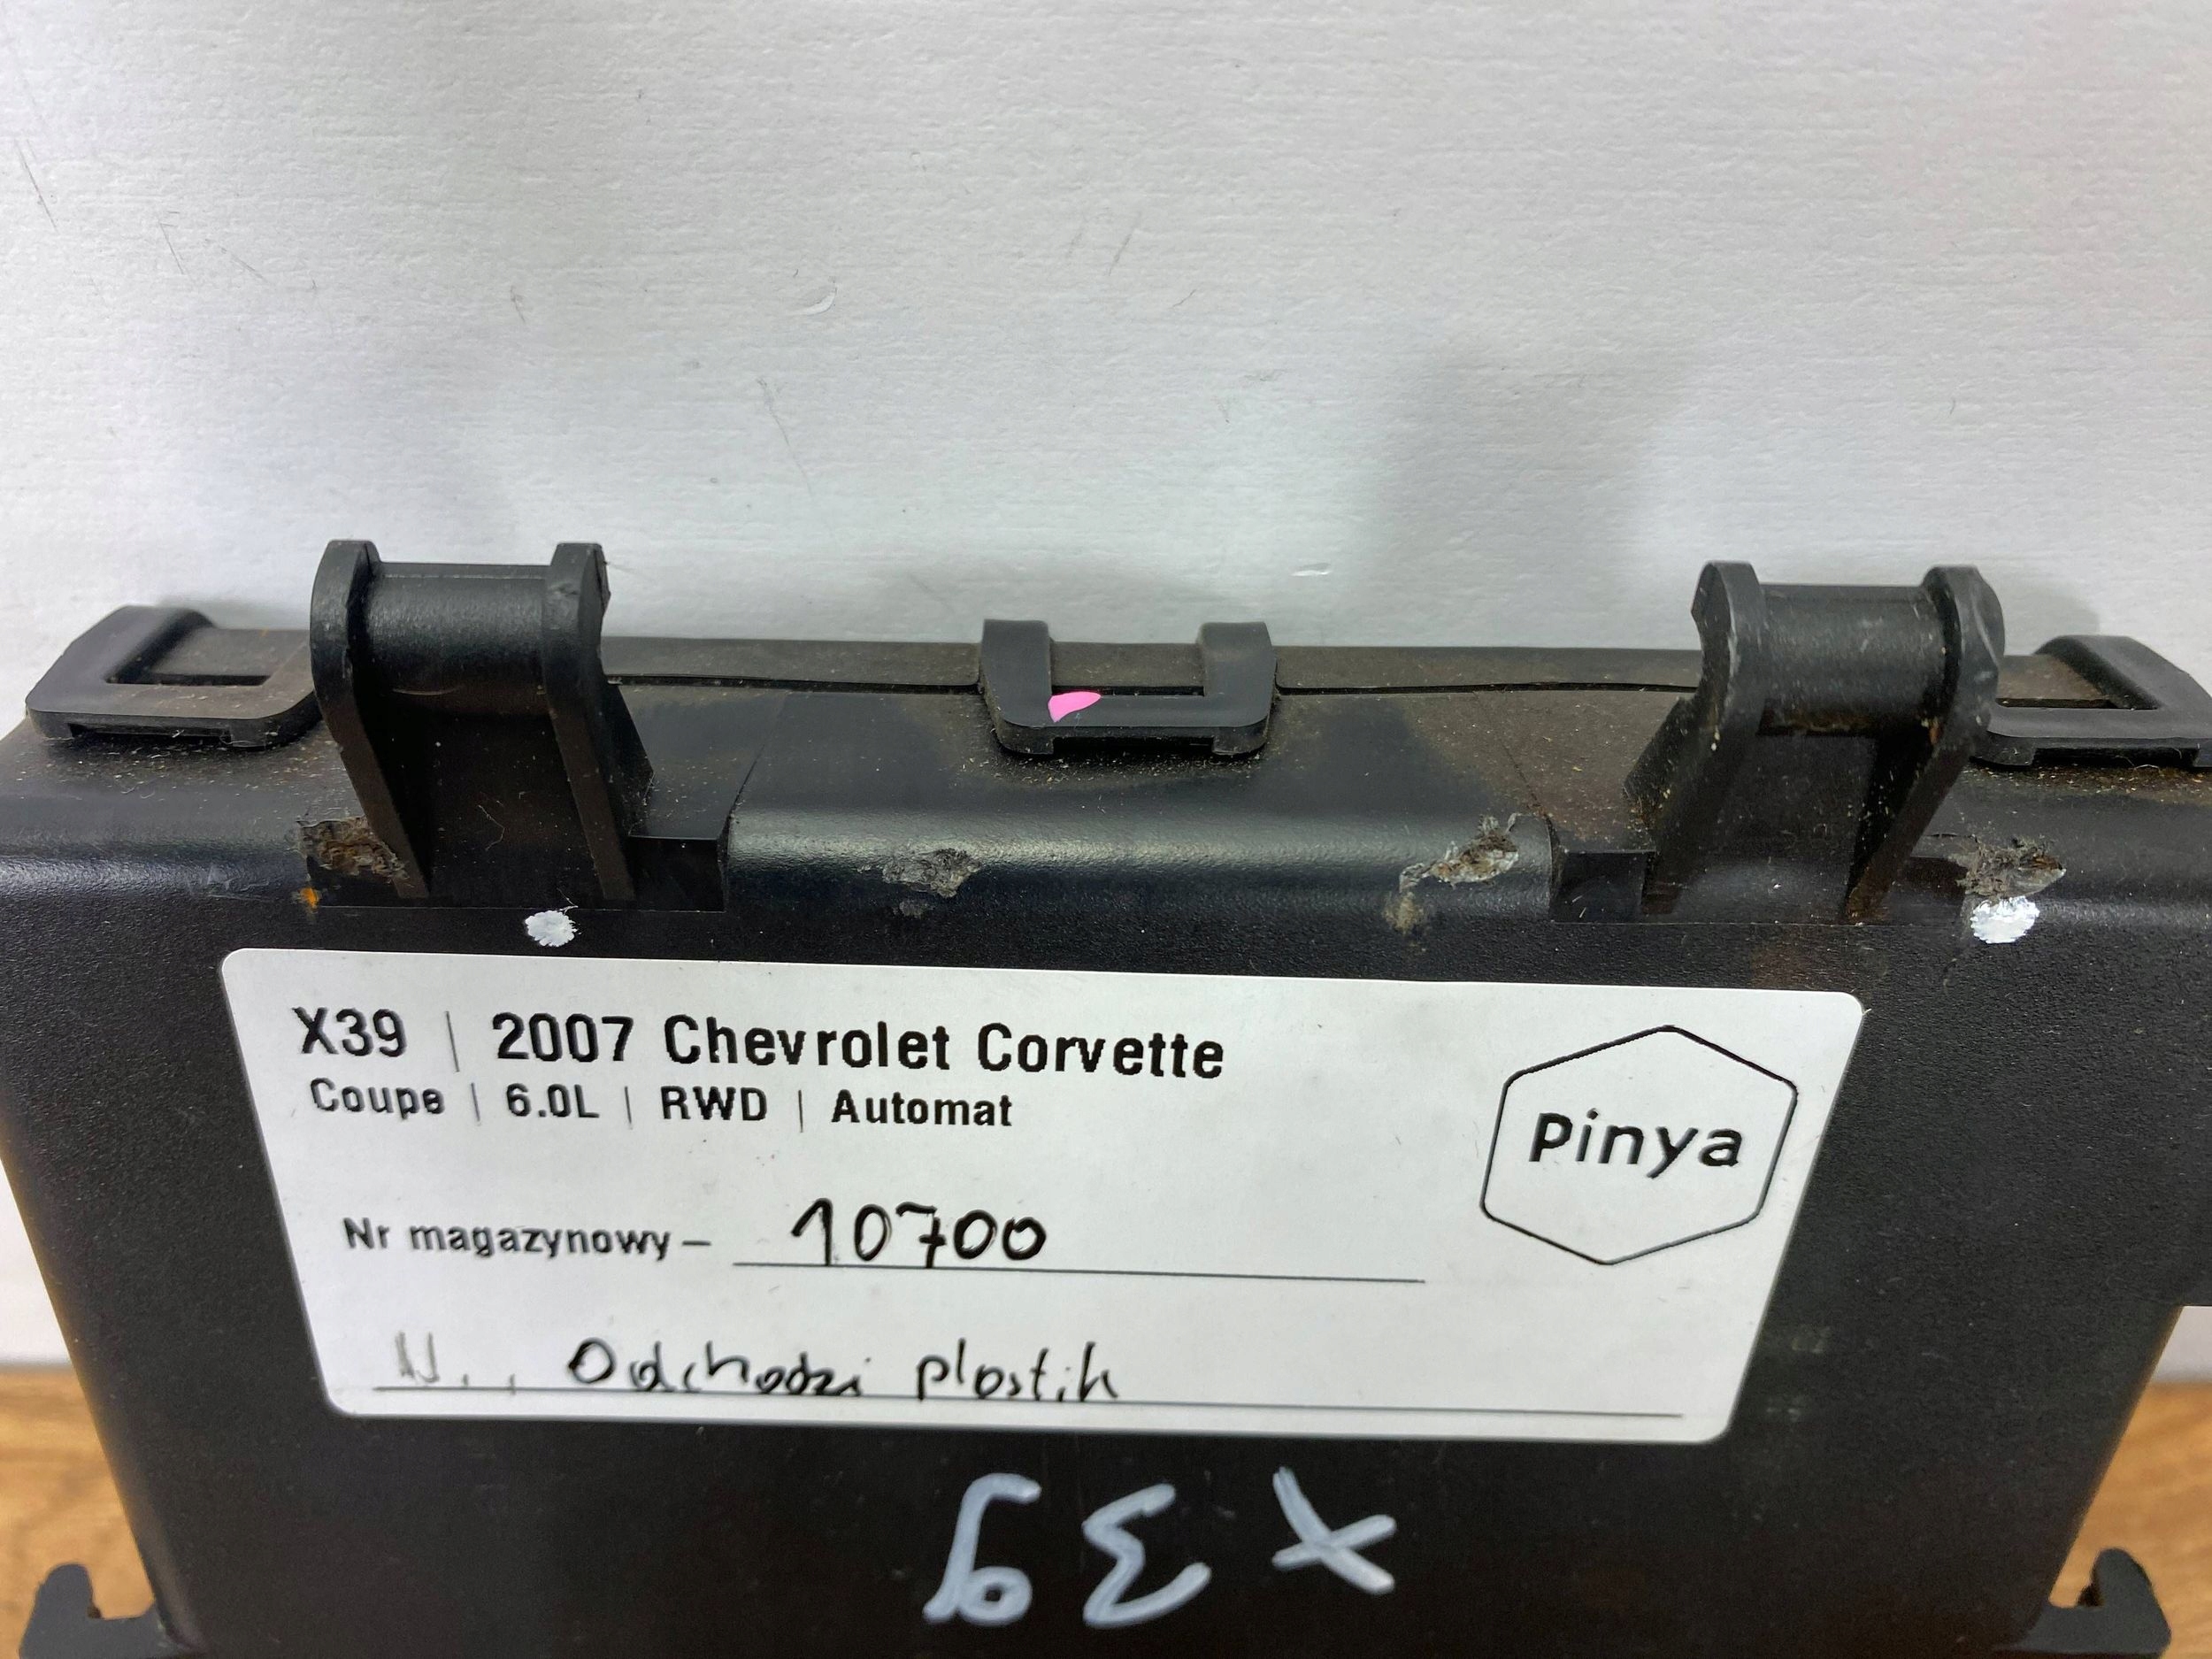 X39 | 2007 Chevrolet Corvette
Coupe | 6.0L | RWD | Automat
Pinya
Nr magazynowy – 10700
N.. Odchodzi plastik
X39